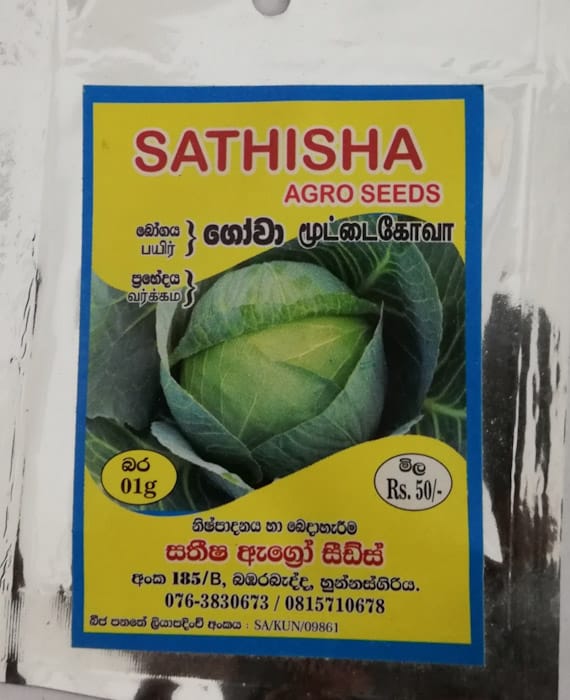 SATHISHA
AGRO SEEDS
බෝගය } ගෝවා மூட்டைகோவா
பயிர்
ප්‍රභේදය }
வர்க்கம
බර
01g
මිල
Rs. 50/-
නිෂ්පාදනය හා බෙදාහැරීම
සතීෂ ඇග්‍රෝ සීඩ්ස්
අංක 185/B, බඹරබැද්ද, හුන්නස්ගිරිය.
076-3830673 / 0815710678
බීජ පනතේ ලියාපදිංචි අංකය : SA/KUN/09861